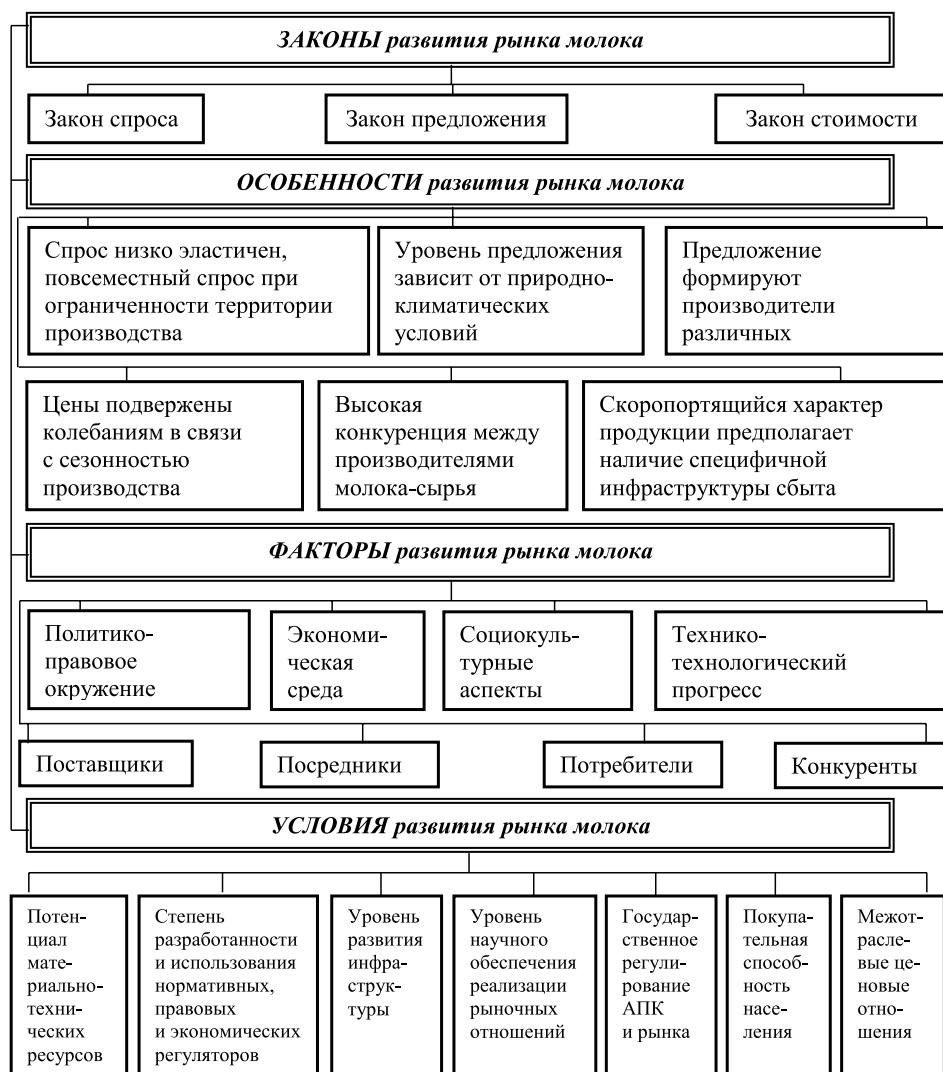 ЗАКОНЫ развития рынка молока
Закон спроса
Закон предложения
Закон стоимости
ОСОБЕННОСТИ развития рынка молока
Спрос низко эластичен,
повсеместный спрос при
ограниченности территории
производства
Уровень предложения
зависит от природно-
климатических
условий
Предложение
формируют
производители
различных
Цены подвержены
колебаниям в связи
с сезонностью
производства
Высокая
конкуренция между
производителями
молока-сырья
Скоропортящийся характер
продукции предполагает
наличие специфичной
инфраструктуры сбыта
ФАКТОРЫ развития рынка молока
Политико-
правовое
окружение
Экономи-
ческая
среда
Социокуль-
турные
аспекты
Технико-
технологический
прогресс
Поставщики
Посредники
Потребители
Конкуренты
УСЛОВИЯ развития рынка молока
Потен-
циал
мате-
риально-
техни-
ческих
ресурсов
Степень
разработанности
и использования
нормативных,
правовых
и экономических
регуляторов
Уровень
развития
инфра-
струк-
туры
Уровень
научного
обеспечения
реализации
рыночных
отношений
Государ-
ственное
регули-
рование
АПК
и рынка
Покупа-
тельная
способ-
ность
насе-
ления
Межот-
расле-
вые це-
новые
отно-
шения